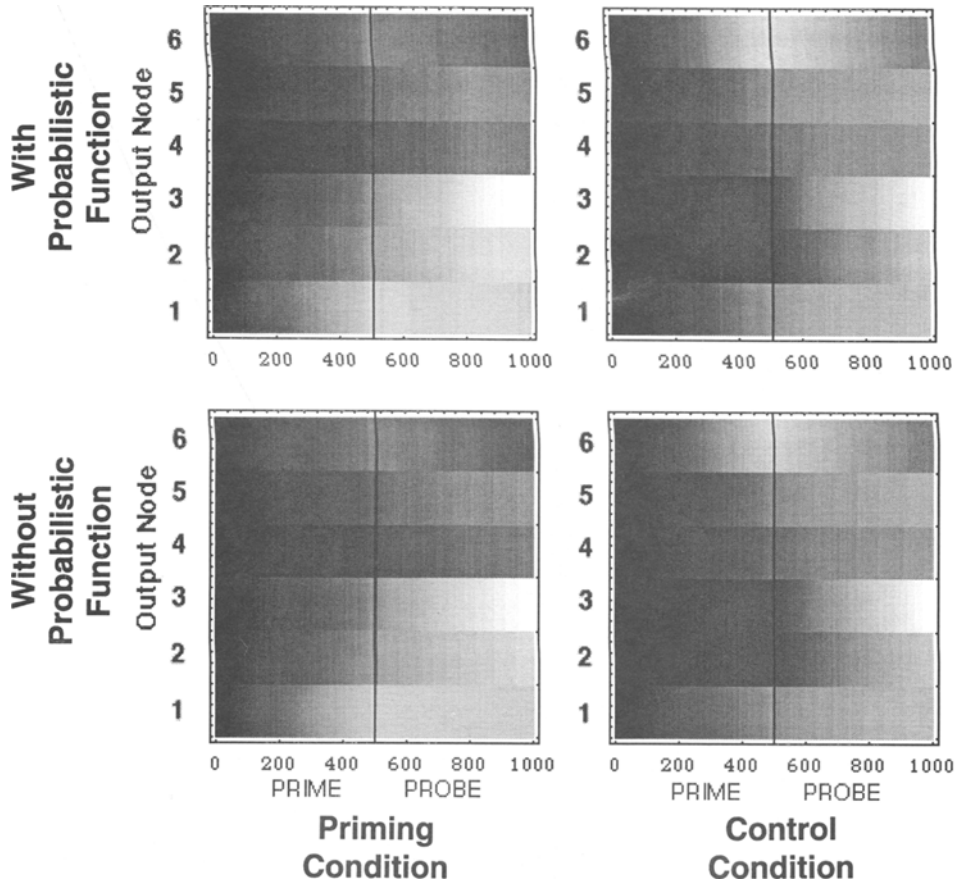 With
Probabilistic
Function
Output Node
6
5
4
3
2
1
0 200 400 600 800 1000
6
5
4
3
2
1
0 200 400 600 800 1000
Without
Probabilistic
Function
Output Node
6
5
4
3
2
1
0 200 400 600 800 1000
PRIME PROBE
6
5
4
3
2
1
0 200 400 600 800 1000
PRIME PROBE
Priming
Condition
Control
Condition